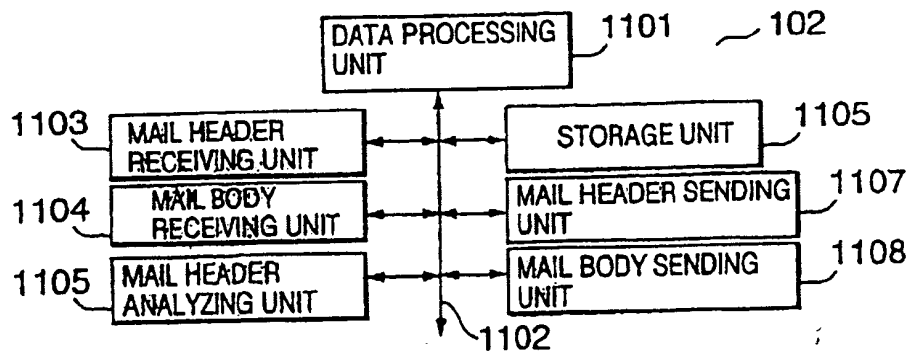 DATA PROCESSING
UNIT
1101
102
1103
MAIL HEADER
RECEIVING UNIT
STORAGE UNIT
1105
1104
MAIL BODY
RECEIVING UNIT
MAIL HEADER SENDING
UNIT
1107
1105
MAIL HEADER
ANALYZING UNIT
MAIL BODY SENDING
UNIT
1108
1102